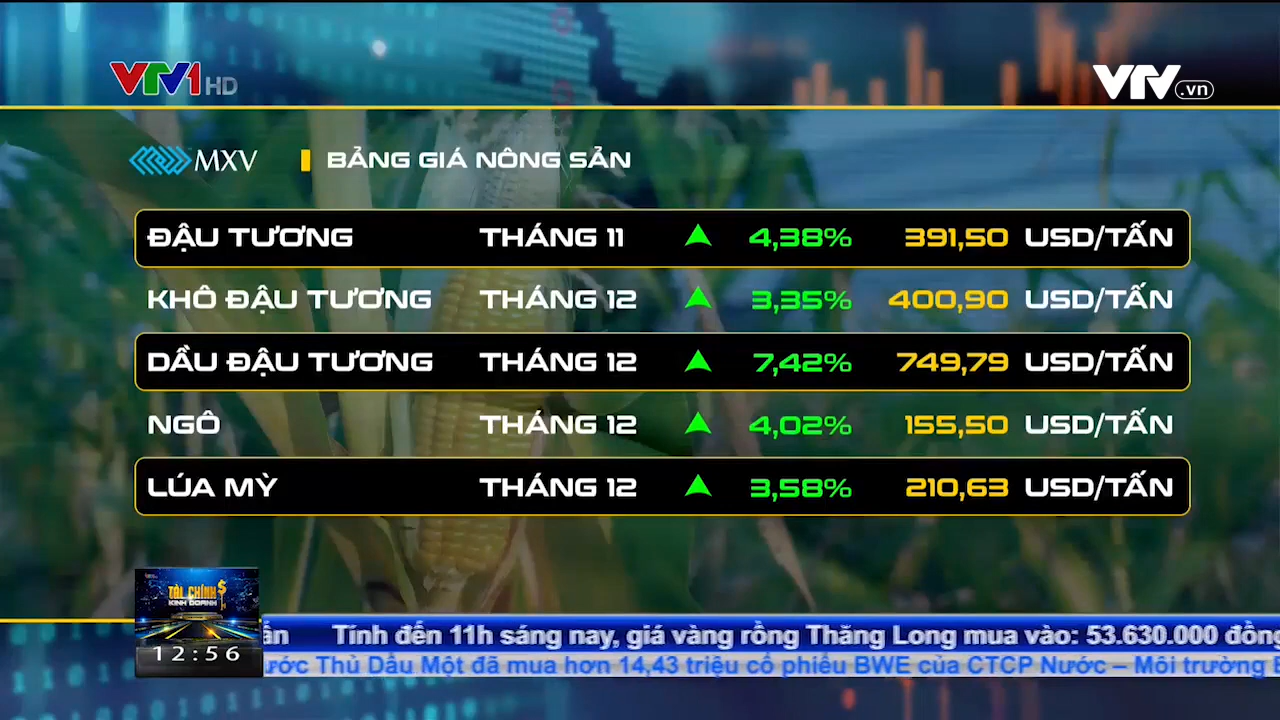 VTV1 HD
VTV.vn
MXV BẢNG GIÁ NÔNG SẢN
ĐẬU TƯƠNG THÁNG 11 4,38% 391,50 USD/TẤN
KHÔ ĐẬU TƯƠNG THÁNG 12 3,35% 400,90 USD/TẤN
DẦU ĐẬU TƯƠNG THÁNG 12 7,42% 749,79 USD/TẤN
NGÔ THÁNG 12 4,02% 155,50 USD/TẤN
LÚA MỲ THÁNG 12 3,58% 210,63 USD/TẤN
TÀI CHÍNH
KINH DOANH
12:56
Tính đến 11h sáng nay, giá vàng rồng Thăng Long mua vào: 53.630.000 đồng
Thủ Dầu Một đã mua hơn 14,43 triệu cổ phiếu BWE của CTCP Nước – Môi trường